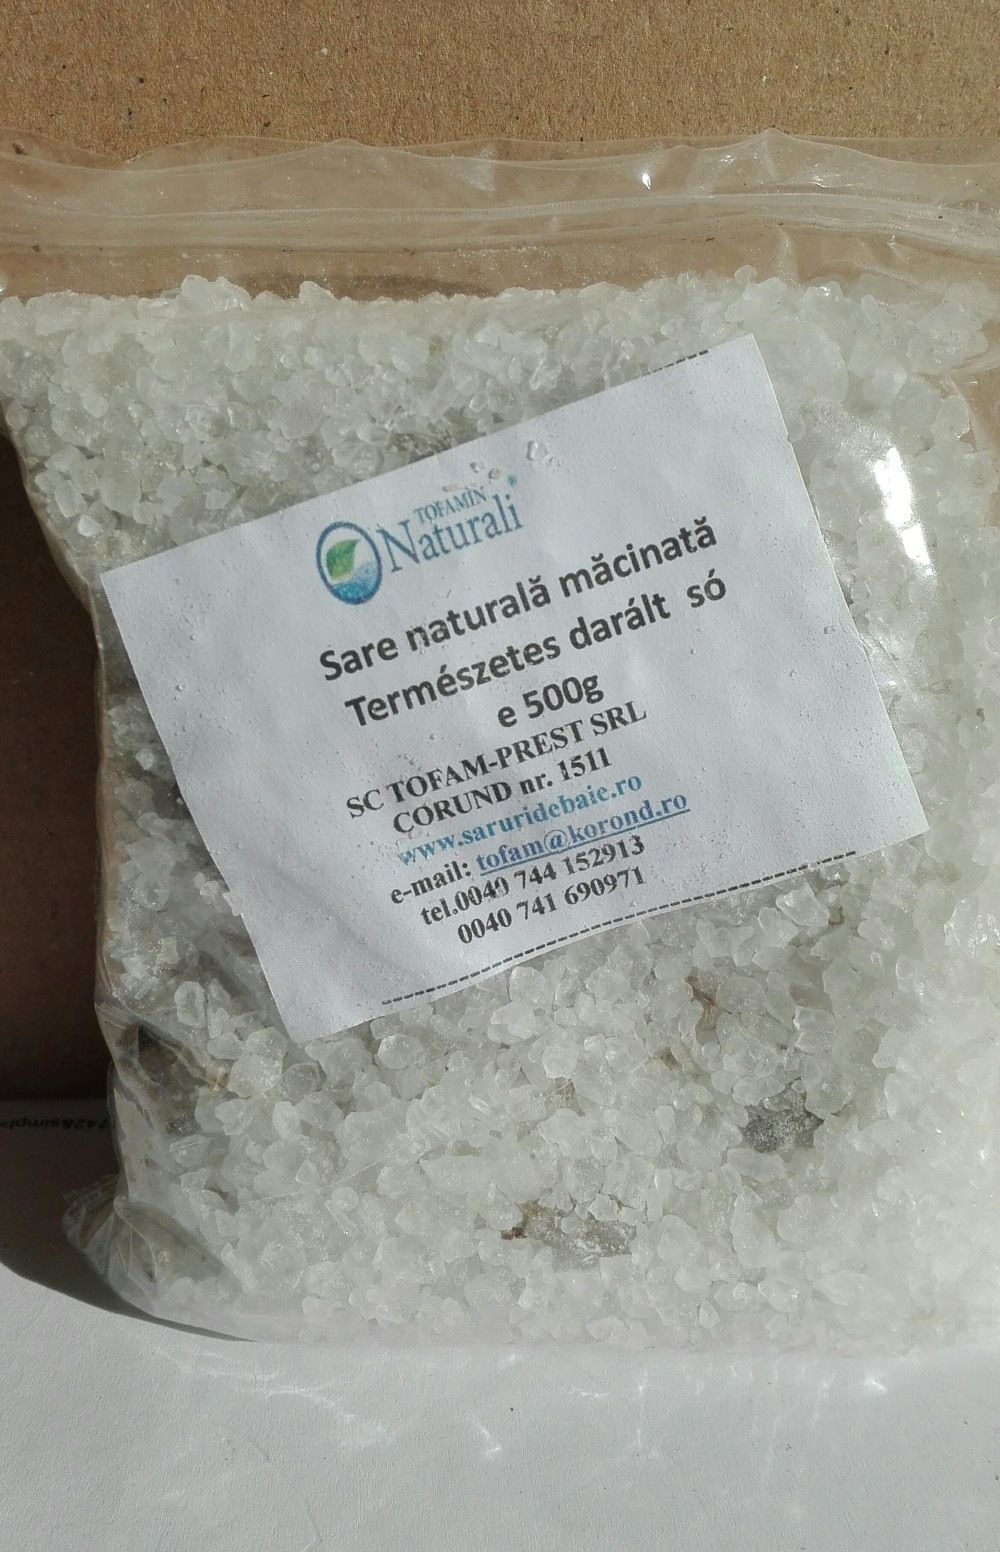 TOFAMIN
Naturali®
Sare naturală măcinată
Természetes darált só
e 500g
SC TOFAM-PREST SRL
CORUND nr. 1511
www.saruridebaie.ro
e-mail: tofam@korond.ro
tel.0040 744 152913
0040 741 690971